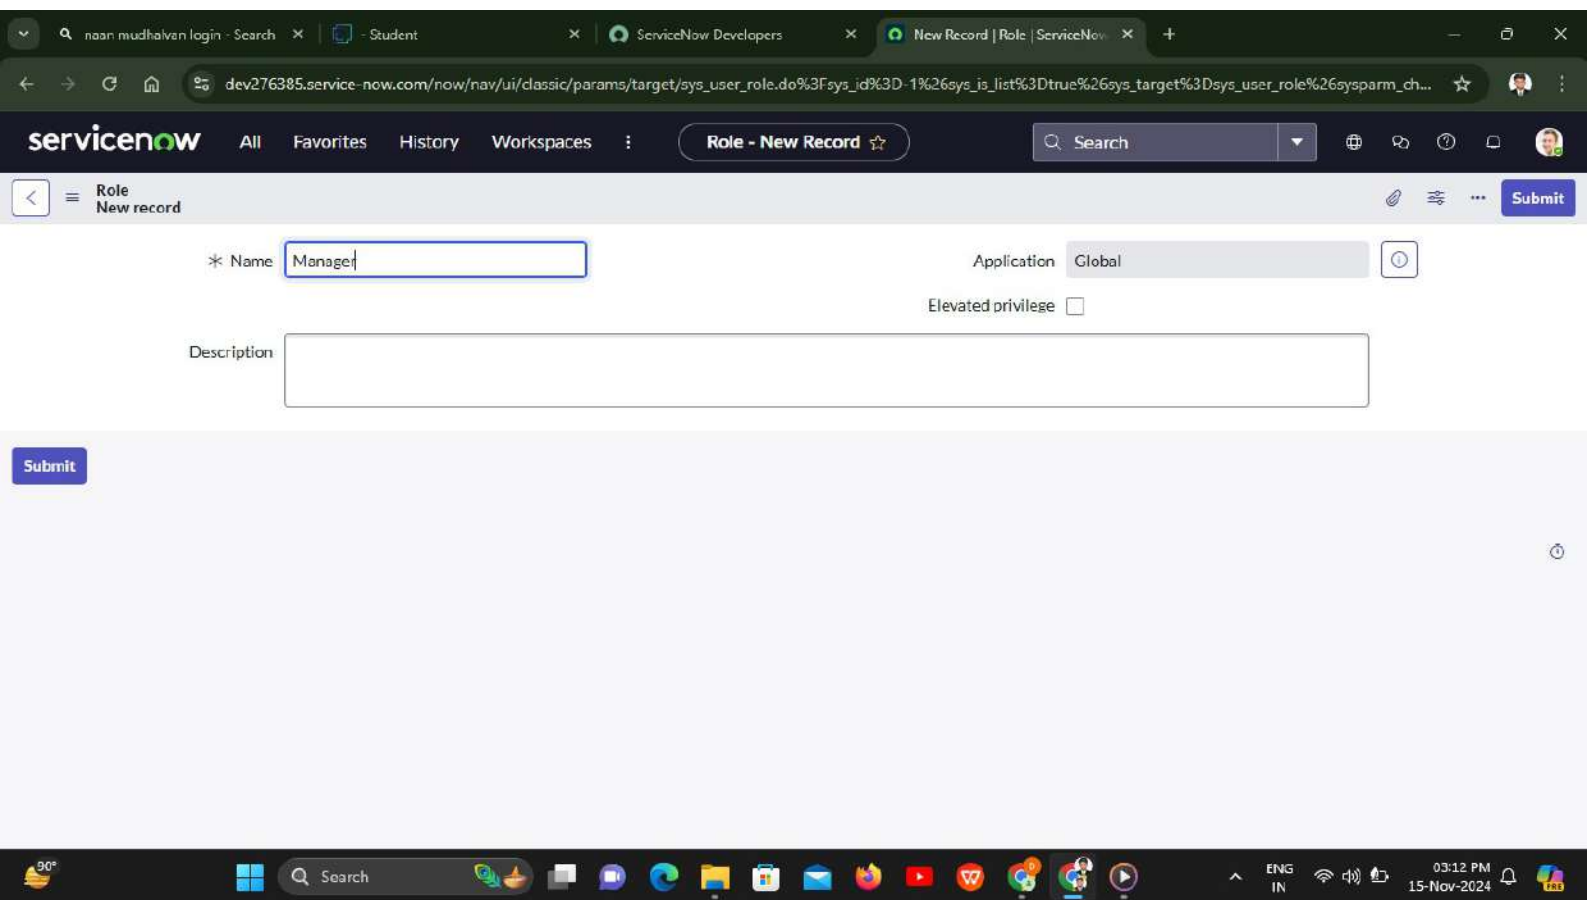 naan mudhalvan login - Search
- Student
ServiceNow Developers
New Record | Role | ServiceNow
dev276385.service-now.com/now/nav/ui/classic/params/target/sys_user_role.do%3Fsys_id%3D-1%26sys_is_list%3Dtrue%26sys_target%3Dsys_user_role%26sysparm_ch...
servicenow All Favorites History Workspaces Role - New Record Search
Role
New record
Submit
* Name Manager
Application Global
Elevated privilege
Description
Submit
90°
Search
ENG
IN
03:12 PM
15-Nov-2024
PRE